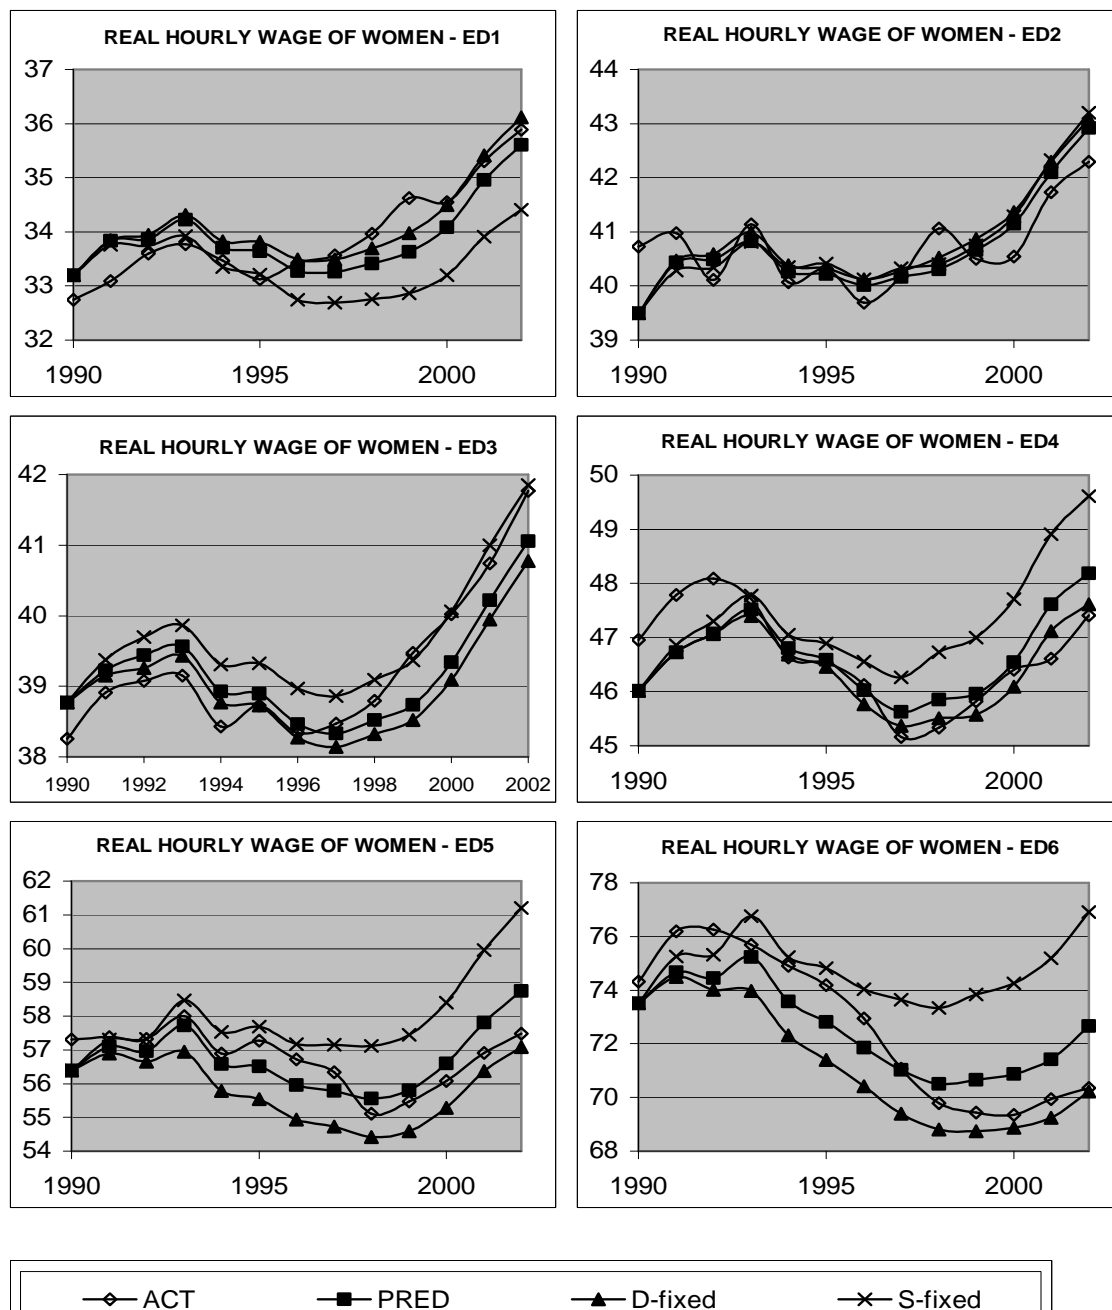 REAL HOURLY WAGE OF WOMEN - ED1
37
36
35
34
33
32
1990 1995 2000
REAL HOURLY WAGE OF WOMEN - ED2
44
43
42
41
40
39
1990 1995 2000
REAL HOURLY WAGE OF WOMEN - ED3
42
41
40
39
38
1990 1992 1994 1996 1998 2000 2002
REAL HOURLY WAGE OF WOMEN - ED4
50
49
48
47
46
45
1990 1995 2000
REAL HOURLY WAGE OF WOMEN - ED5
62
61
60
59
58
57
56
55
54
1990 1995 2000
REAL HOURLY WAGE OF WOMEN - ED6
78
76
74
72
70
68
1990 1995 2000
ACT PRED D-fixed S-fixed